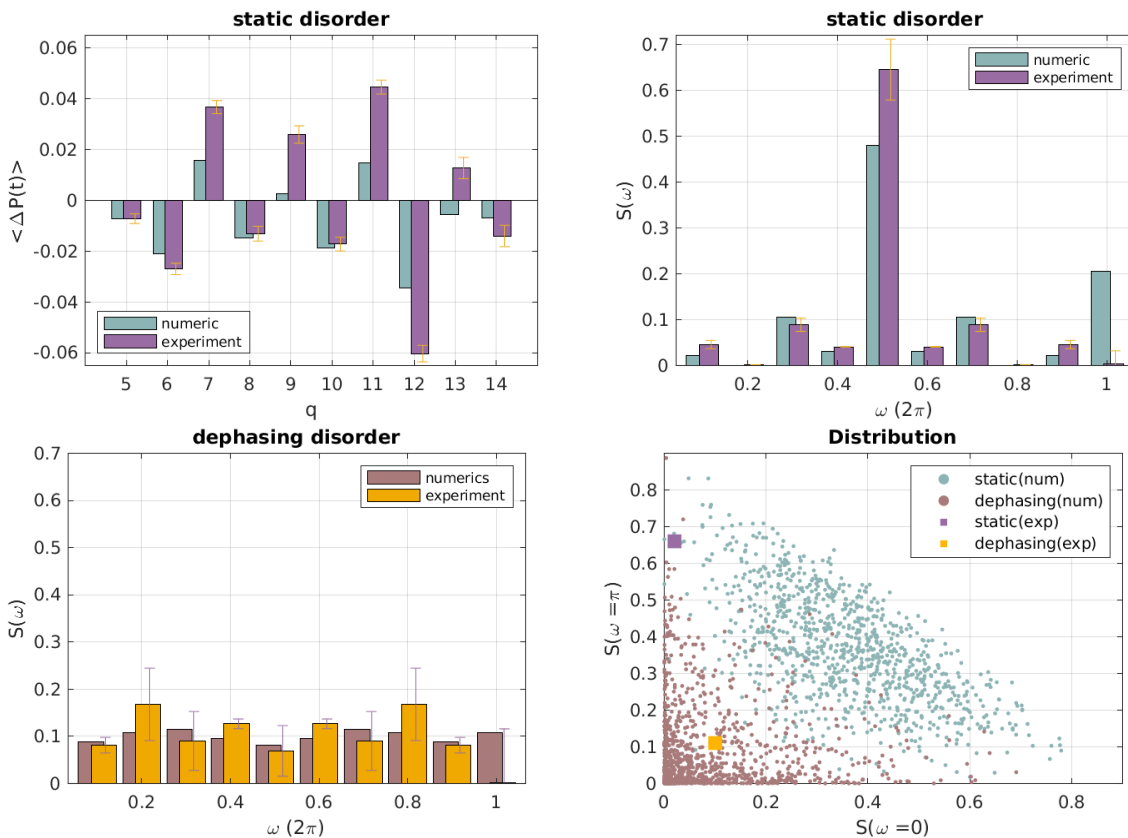 static disorder
0.06
0.04
0.02
0
-0.02
-0.04
-0.06
<ΔP(t)>
numeric
experiment
5 6 7 8 9 10 11 12 13 14
q
static disorder
0.7
0.6
0.5
0.4
0.3
0.2
0.1
0
S(ω)
numeric
experiment
0.2 0.4 0.6 0.8 1
ω (2π)
dephasing disorder
0.7
0.6
0.5
0.4
0.3
0.2
0.1
0
S(ω)
numerics
experiment
0.2 0.4 0.6 0.8 1
ω (2π)
Distribution
0.8
0.7
0.6
0.5
0.4
0.3
0.2
0.1
0
S(ω=π)
static(num)
dephasing(num)
static(exp)
dephasing(exp)
0 0.2 0.4 0.6 0.8
S(ω=0)